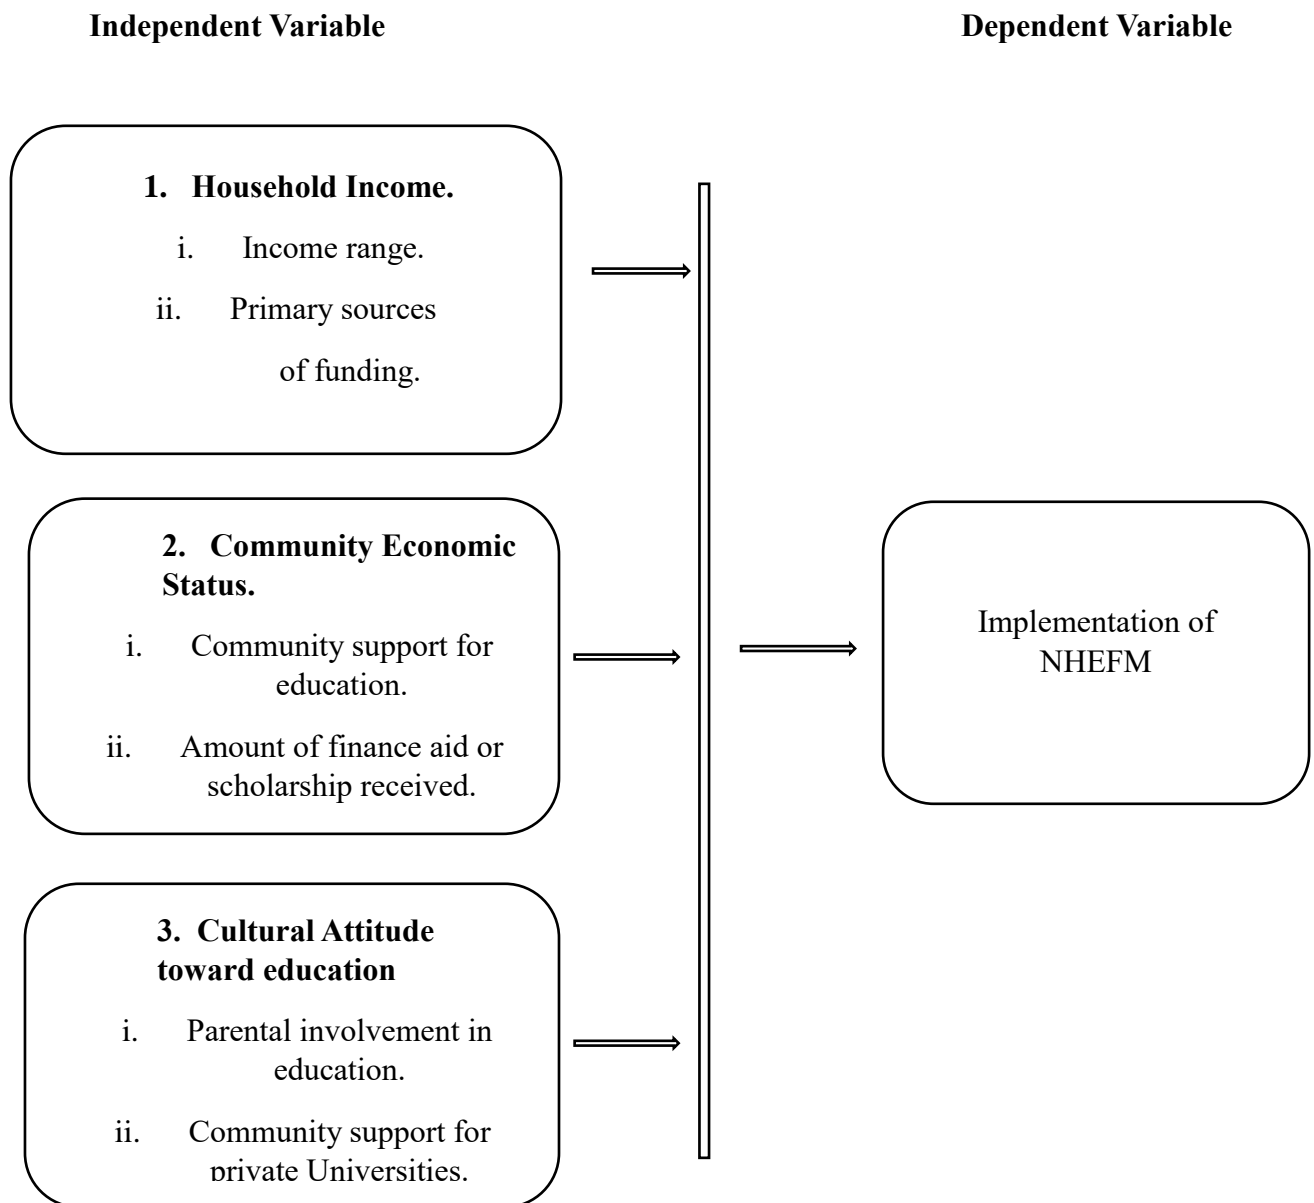 Independent Variable
Dependent Variable
1. Household Income.
i. Income range.
ii. Primary sources
of funding.
2. Community Economic
Status.
i. Community support for
education.
ii. Amount of finance aid or
scholarship received.
3. Cultural Attitude
toward education
i. Parental involvement in
education.
ii. Community support for
private Universities.
Implementation of
NHEFM